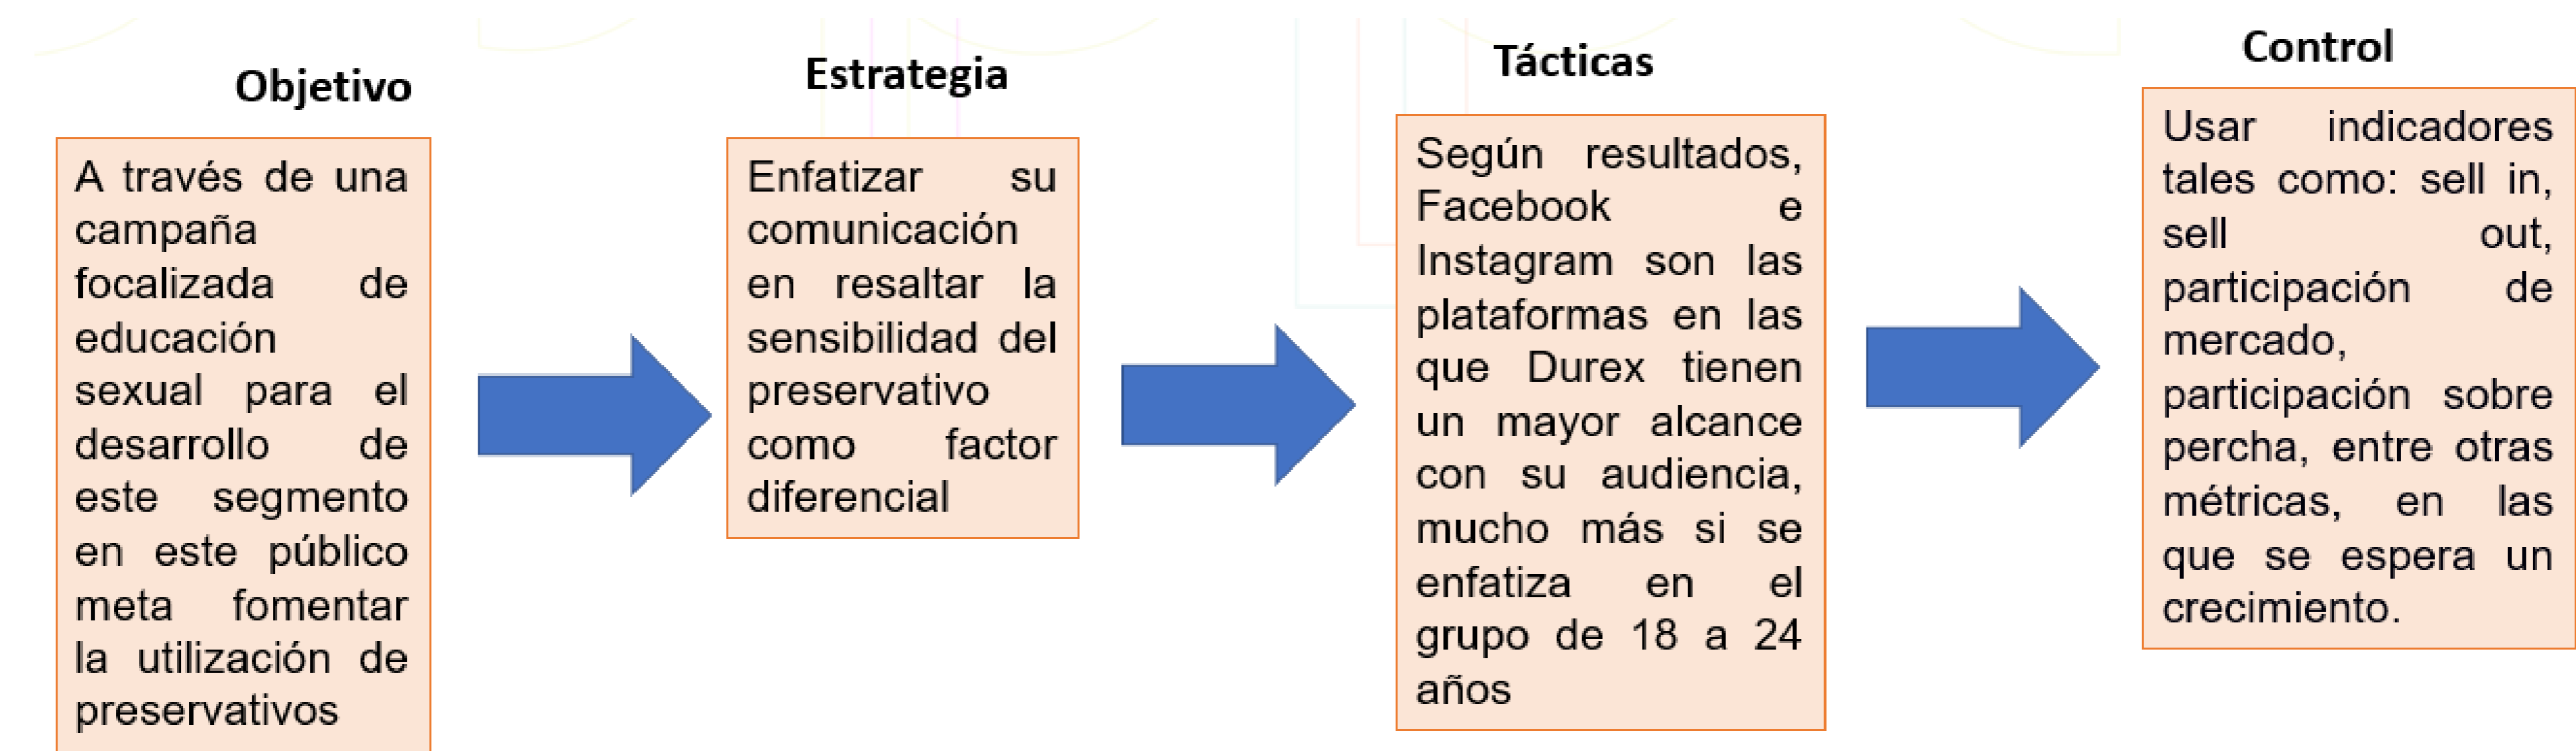 Objetivo
A través de una
campaña
focalizada de
educación
sexual para el
desarrollo de
este segmento
en este público
meta fomentar
la utilización de
preservativos
Estrategia
Enfatizar su
comunicación
en resaltar la
sensibilidad del
preservativo
como factor
diferencial
Tácticas
Según resultados,
Facebook e
Instagram son las
plataformas en las
que Durex tienen
un mayor alcance
con su audiencia,
mucho más si se
enfatiza en el
grupo de 18 a 24
años
Control
Usar indicadores
tales como: sell in,
sell out,
participación de
mercado,
participación sobre
percha, entre otras
métricas, en las
que se espera un
crecimiento.